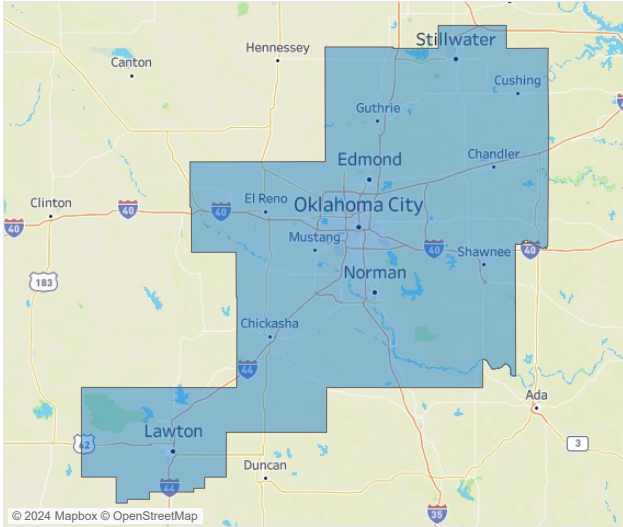 Stillwater
Hennessey
Canton
Cushing
Guthrie
Edmond
Chandler
Clinton
El Reno
Oklahoma City
40
40
40
Mustang
40
Shawnee
40
183
Norman
Chickasha
44
Ada
62
Lawton
3
Duncan
44
35
© 2024 Mapbox © OpenStreetMap